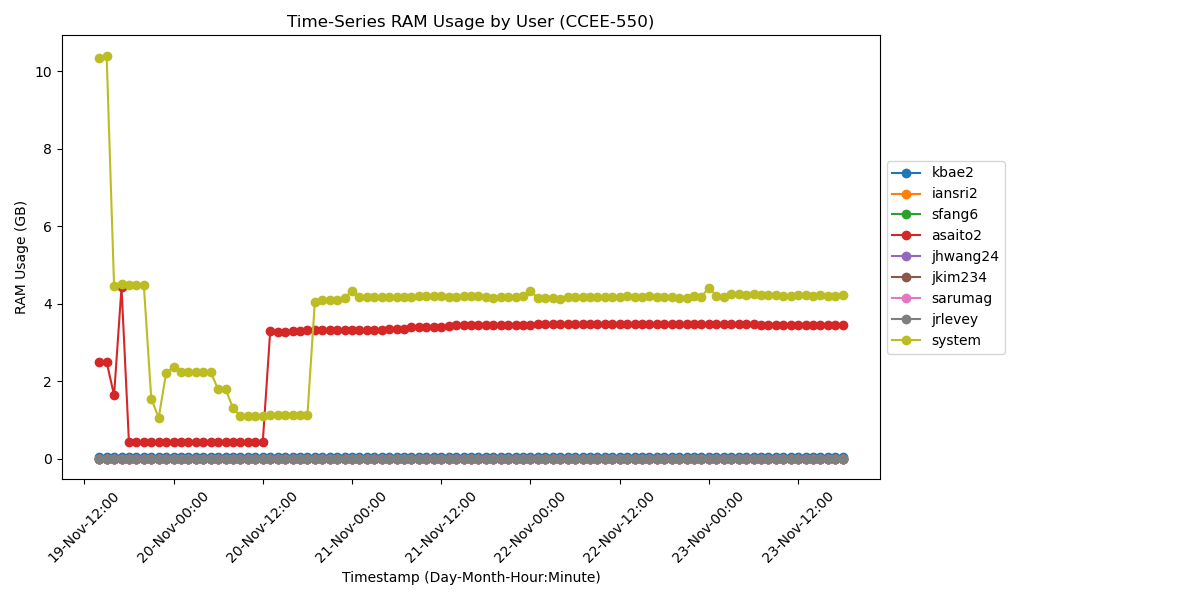 Time-Series RAM Usage by User (CCEE-550)
RAM Usage (GB)
10
8
6
4
2
0
19-Nov-12:00
20-Nov-00:00
20-Nov-12:00
21-Nov-00:00
21-Nov-12:00
22-Nov-00:00
22-Nov-12:00
23-Nov-00:00
23-Nov-12:00
Timestamp (Day-Month-Hour:Minute)
kbae2
iansri2
sfang6
asaito2
jhwang24
jkim234
sarumag
jrlevey
system